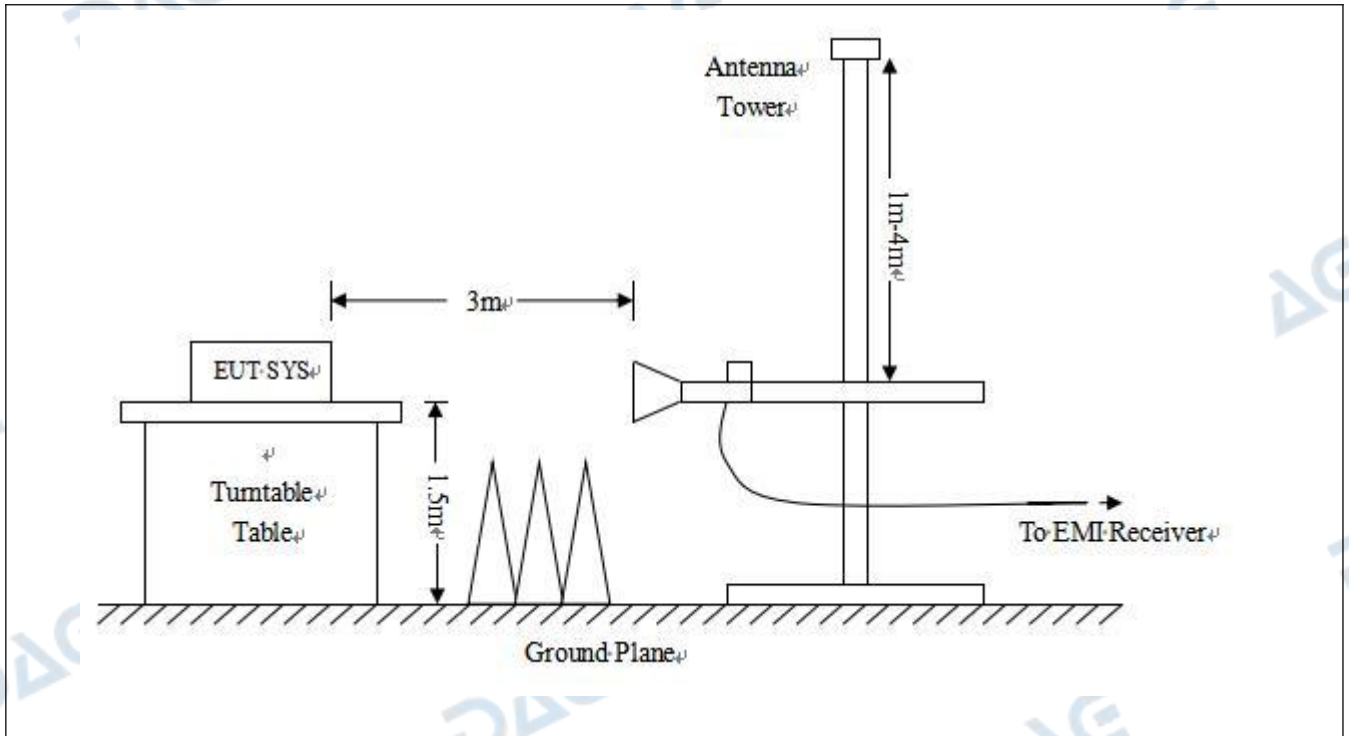 Antenna
Tower
1m-4m
3m
EUT·SYS
1.5m
Turntable
Table
To·EMI·Receiver
Ground·Plane